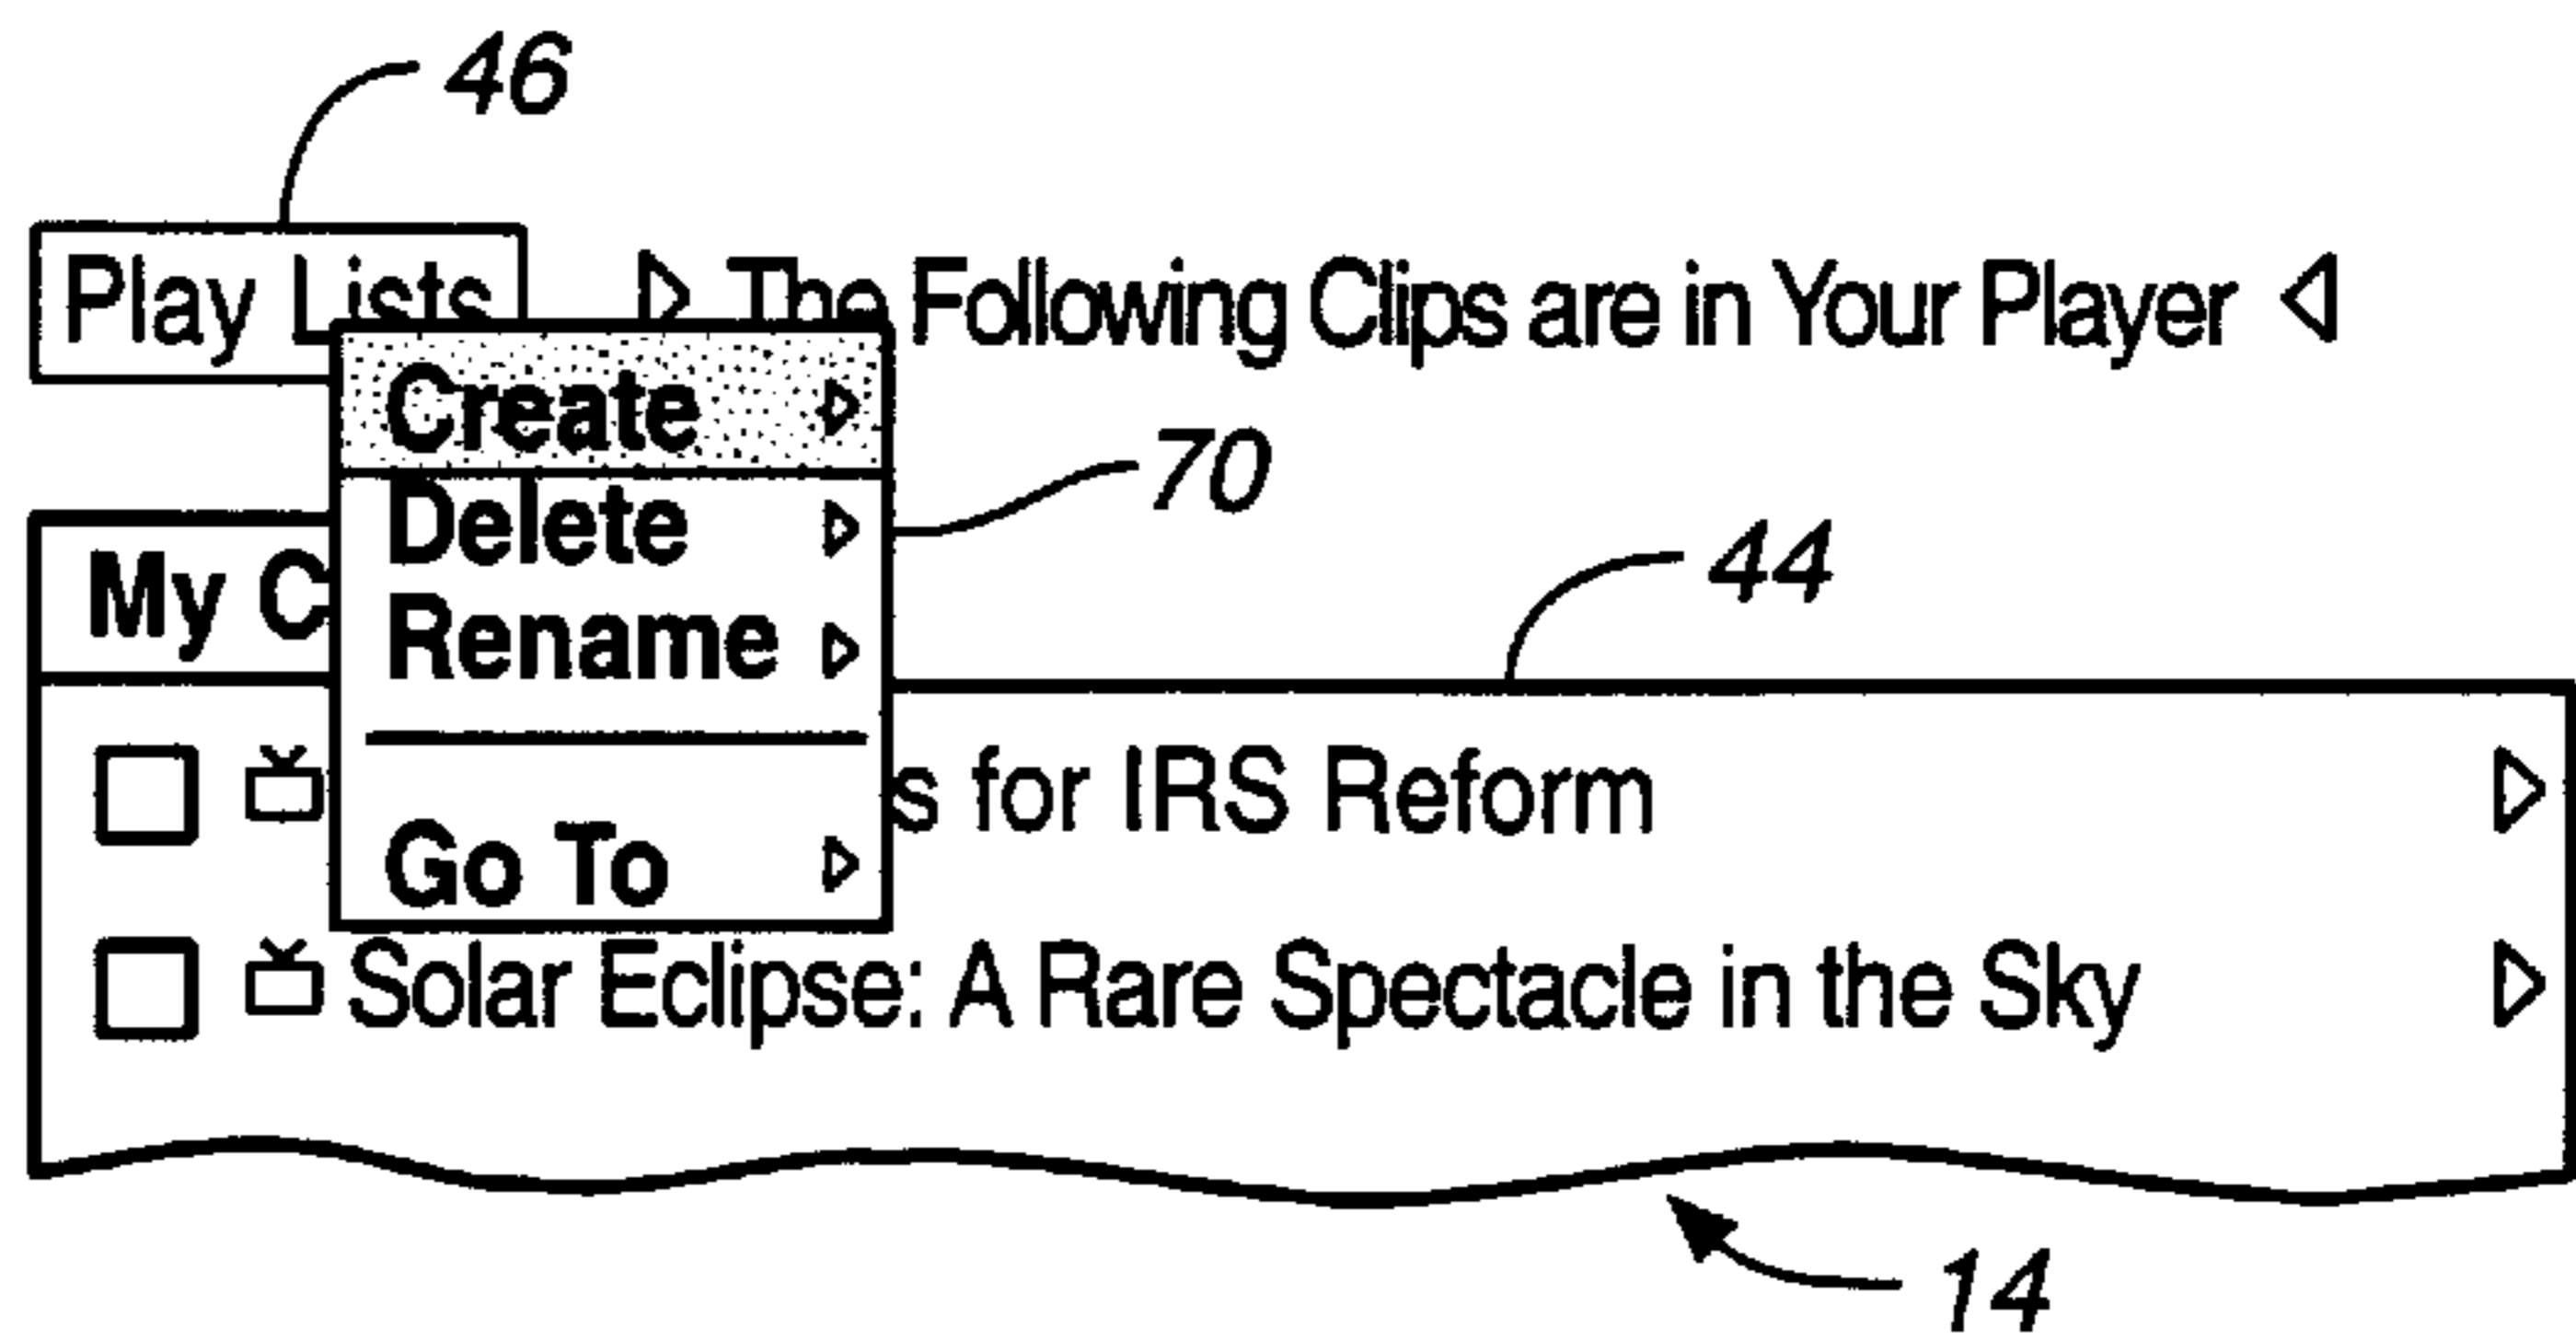 46
Play Lists ▷ The Following Clips are in Your Player ◁
Create ▷
70
Delete ▷
44
My C
Rename ▷
s for IRS Reform ▷
Go To ▷
Solar Eclipse: A Rare Spectacle in the Sky ▷
14